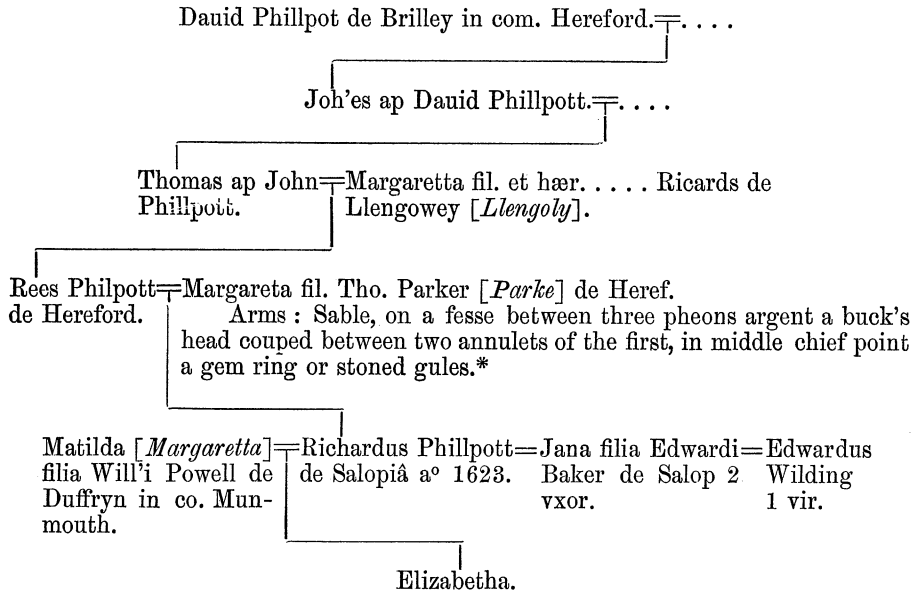 Dauid Phillpot de Brilley in com. Hereford.=. . . .
Joh'es ap Dauid Phillpott.=. . . .
Thomas ap John=Margaretta fil. et hær. . . . . Ricards de
Phillpott. Llengowey [Llengoly].
Rees Philpott=Margareta fil. Tho. Parker [Parke] de Heref.
de Hereford. Arms : Sable, on a fesse between three pheons argent a buck's
head couped between two annulets of the first, in middle chief point
a gem ring or stoned gules.*
Matilda [Margaretta]=Richardus Phillpott=Jana filia Edwardi=Edwardus
filia Will'i Powell de de Salopiâ aº 1623. Baker de Salop 2 Wilding
Duffryn in co. Mun- vxor. 1 vir.
mouth.
Elizabetha.